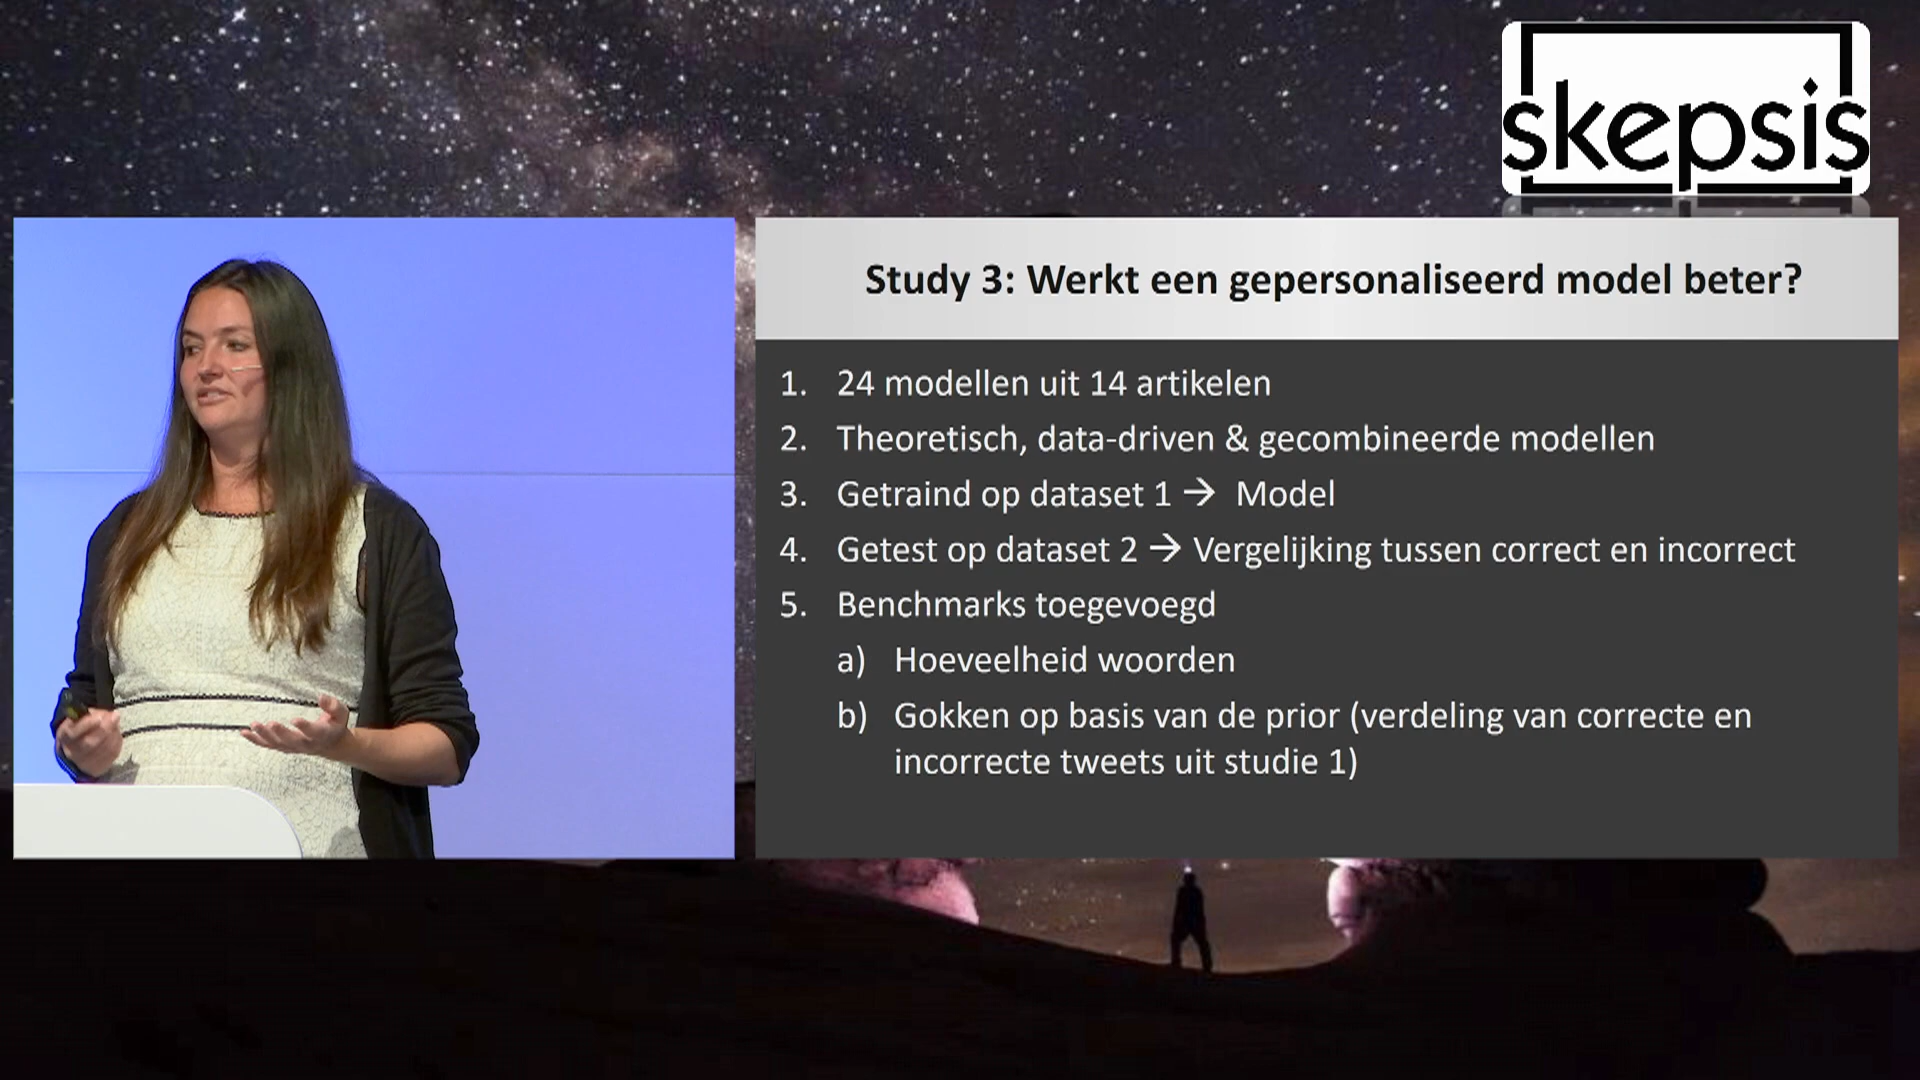 skepsis
Study 3: Werkt een gepersonaliseerd model beter?
1. 24 modellen uit 14 artikelen
2. Theoretisch, data-driven & gecombineerde modellen
3. Getraind op dataset 1 → Model
4. Getest op dataset 2 → Vergelijking tussen correct en incorrect
5. Benchmarks toegevoegd
a) Hoeveelheid woorden
b) Gokken op basis van de prior (verdeling van correcte en
incorrecte tweets uit studie 1)